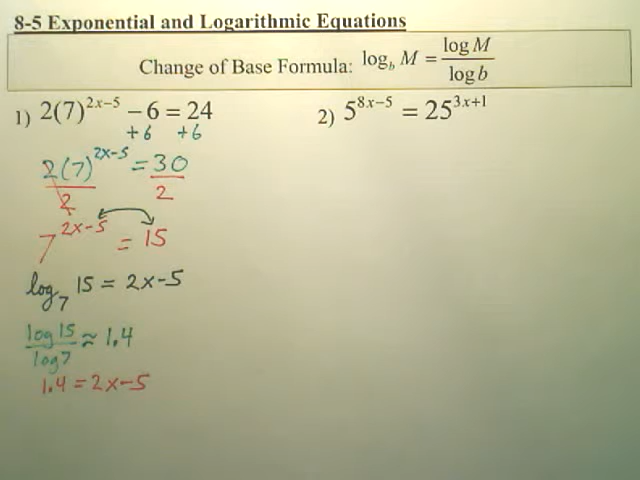 8-5 Exponential and Logarithmic Equations
Change of Base Formula: log_b M = log M / log b
1) 2(7)^(2x-5) - 6 = 24
+6 +6
2(7)^(2x-5) = 30
2 2
7^(2x-5) = 15
log_7 15 = 2x-5
log 15 / log 7 ≈ 1.4
1.4 = 2x-5
2) 5^(8x-5) = 25^(3x+1)